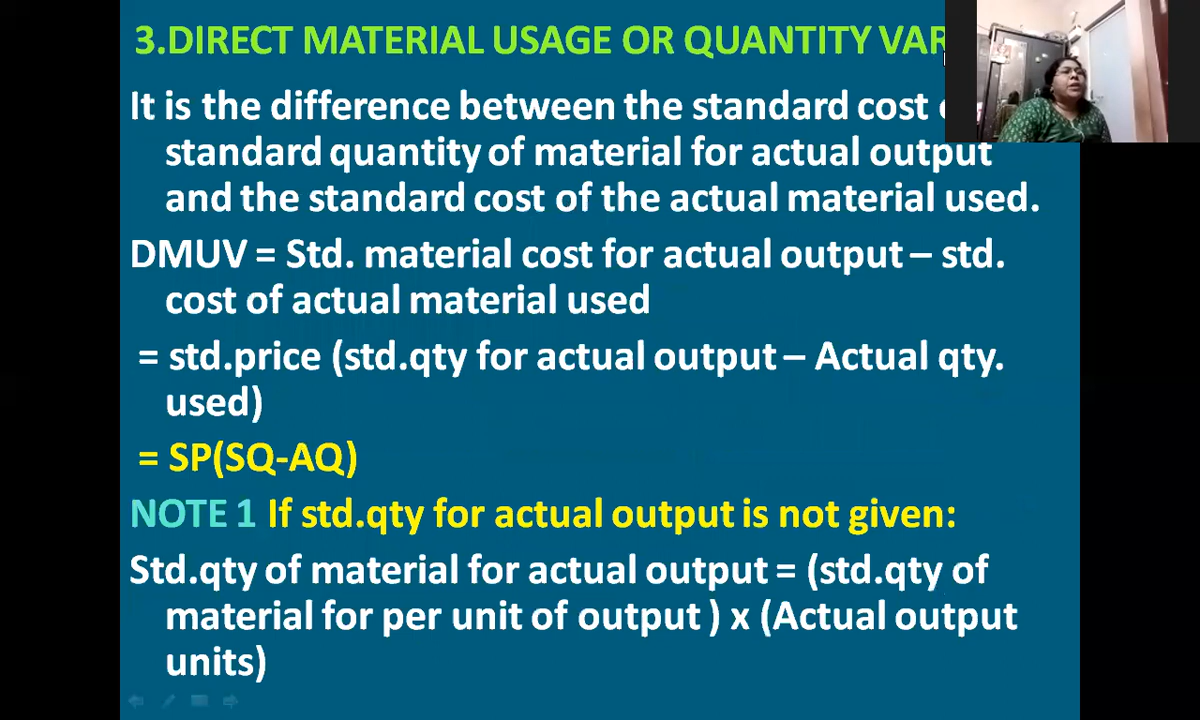 3.DIRECT MATERIAL USAGE OR QUANTITY VAR
It is the difference between the standard cost
standard quantity of material for actual output
and the standard cost of the actual material used.
DMUV = Std. material cost for actual output – std.
cost of actual material used
= std.price (std.qty for actual output – Actual qty.
used)
= SP(SQ-AQ)
NOTE 1 If std.qty for actual output is not given:
Std.qty of material for actual output = (std.qty of
material for per unit of output ) x (Actual output
units)